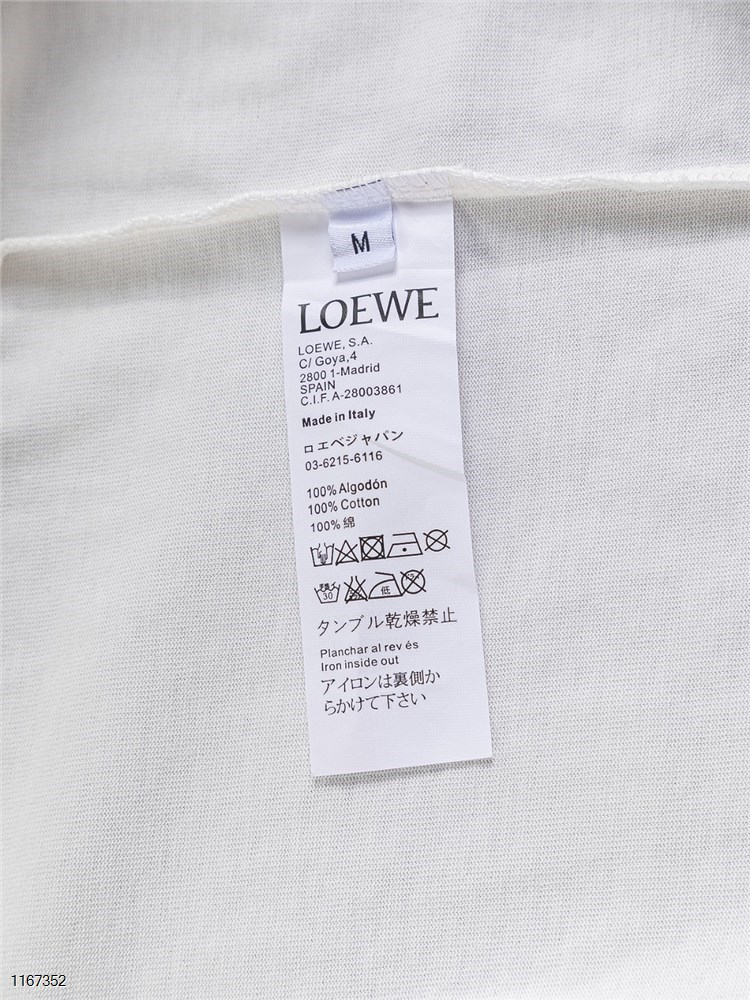 M
LOEWE
LOEWE, S.A.
C/ Goya,4
2800 1-Madrid
SPAIN
C.I.F. A-28003861
Made in Italy
ロエベジャパン
03-6215-6116
100% Algodón
100% Cotton
100% 綿
30
低
タンブル乾燥禁止
Planchar al rev és
Iron inside out
アイロンは裏側か
らかけて下さい
1167352